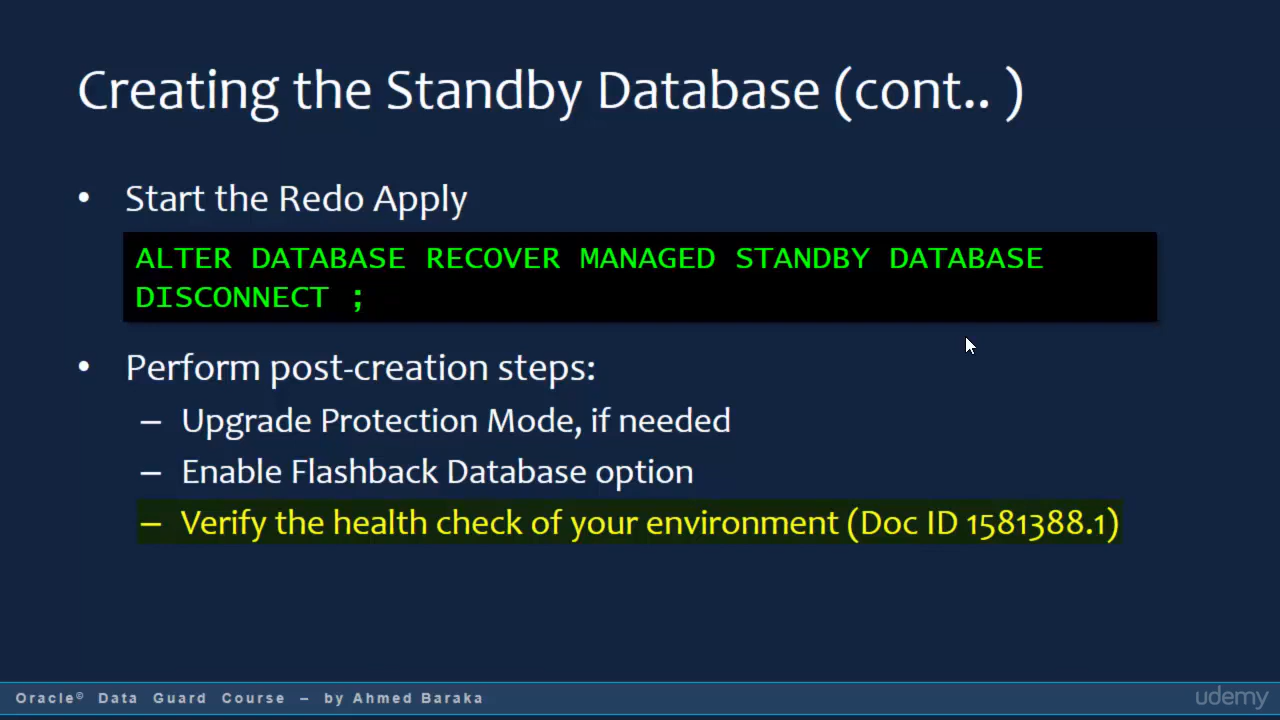 Creating the Standby Database (cont.. )
• Start the Redo Apply
ALTER DATABASE RECOVER MANAGED STANDBY DATABASE
DISCONNECT ;
• Perform post-creation steps:
– Upgrade Protection Mode, if needed
– Enable Flashback Database option
– Verify the health check of your environment (Doc ID 1581388.1)
Oracle© Data Guard Course – by Ahmed Baraka
udemy